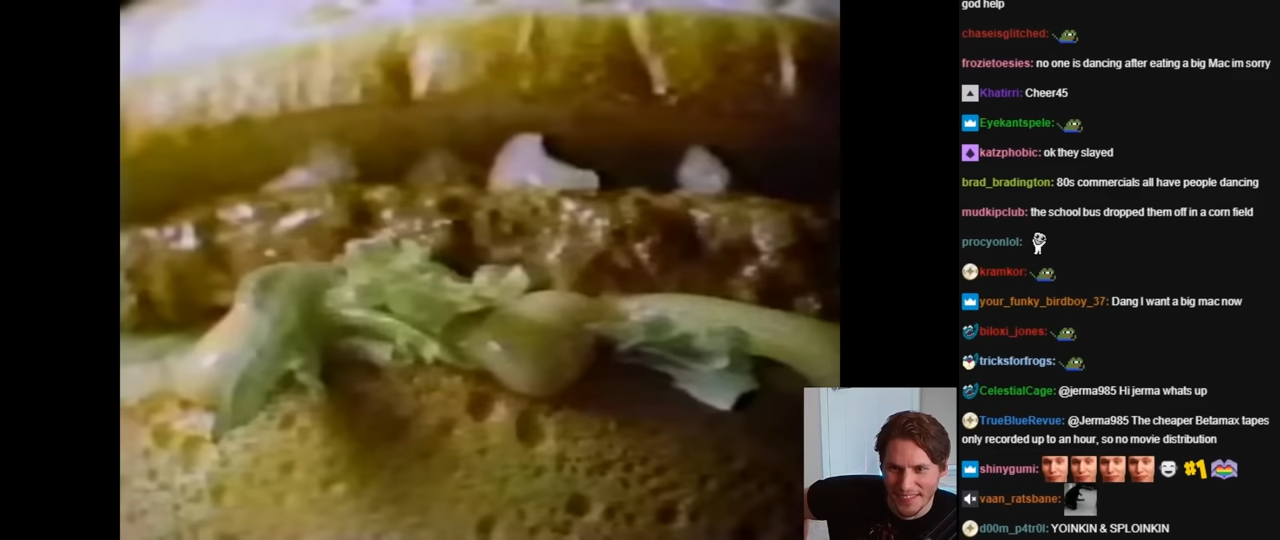 god help
chaseisglitched:
frozietoesies: no one is dancing after eating a big Mac im sorry
Khatirri: Cheer45
Eyekantspele:
katzphobic: ok they slayed
brad_bradington: 80s commercials all have people dancing
mudkipclub: the school bus dropped them off in a corn field
procyonlol:
kramkor:
your_funky_birdboy_37: Dang I want a big mac now
biloxi_jones:
tricksforfrogs:
CelestialCage: @jerma985 Hi jerma whats up
TrueBlueRevue: @Jerma985 The cheaper Betamax tapes
only recorded up to an hour, so no movie distribution
shinygumi: #1
vaan_ratsbane:
d00m_p4tr0l: YOINKIN & SPLOINKIN